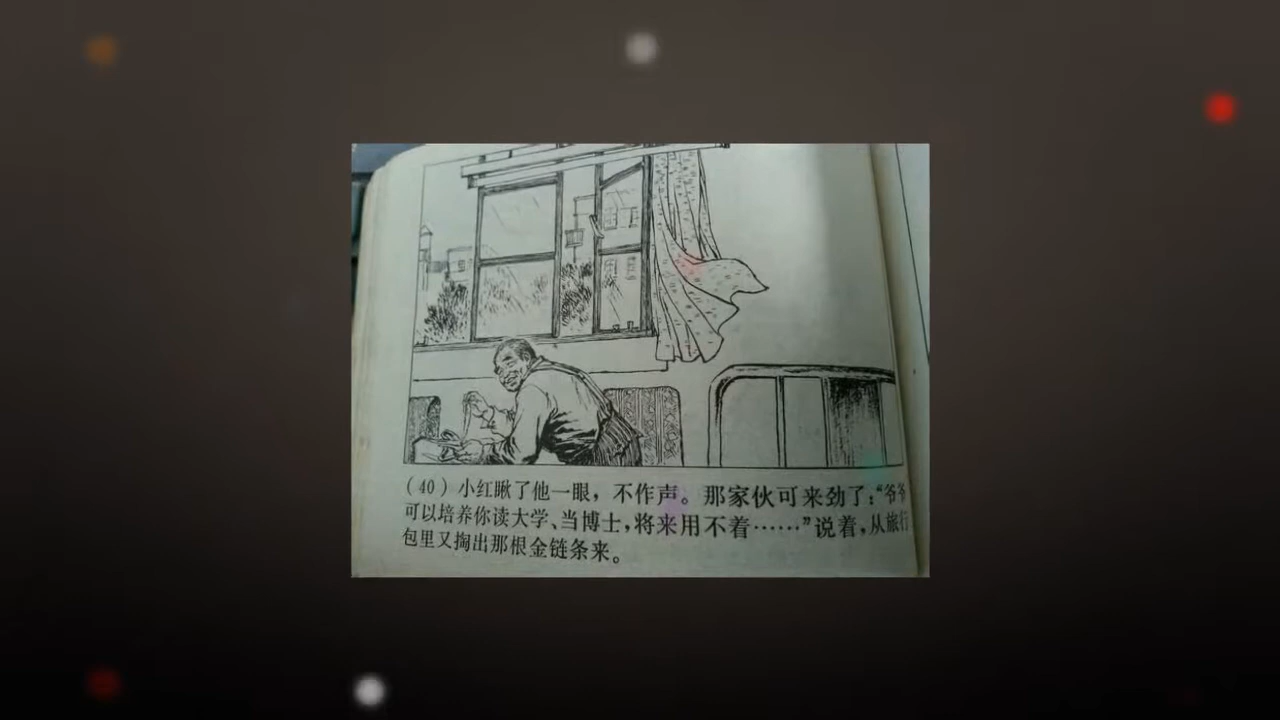 （40）小红瞅了他一眼，不作声。那家伙可来劲了：“爷爷
可以培养你读大学、当博士，将来用不着……”说着，从旅行
包里又掏出那根金链条来。